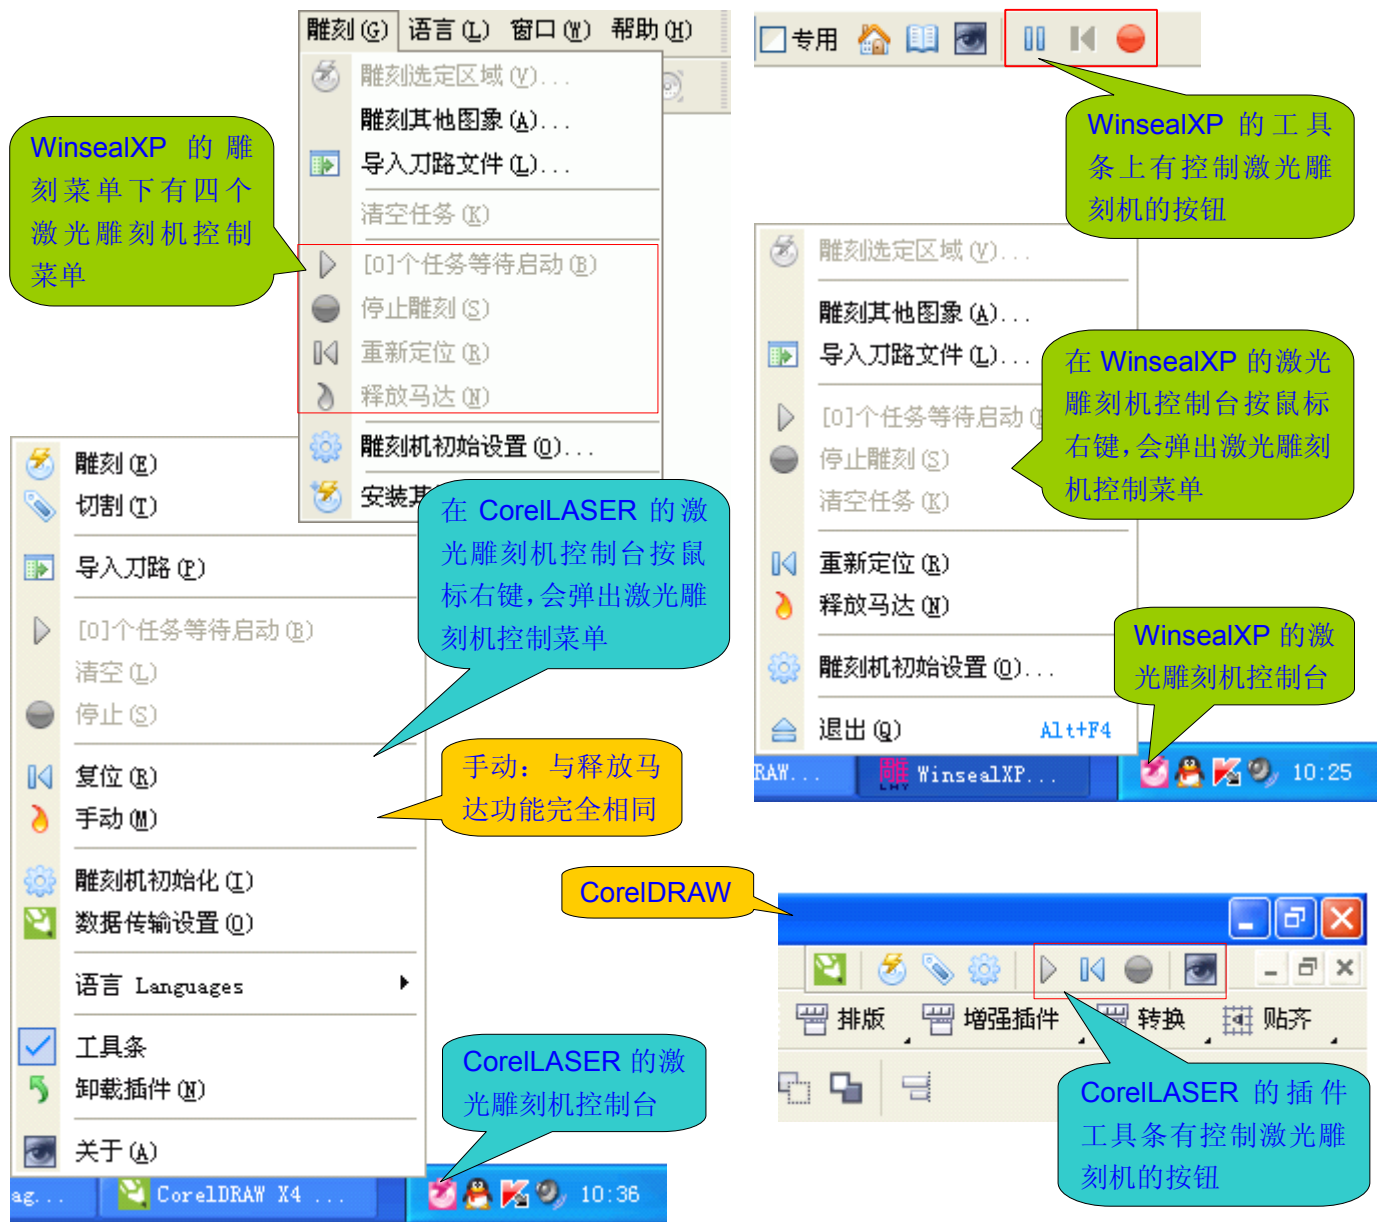 雕刻(G) 语言(L) 窗口(W) 帮助(H)
雕刻选定区域(V)...
雕刻其他图象(A)...
导入刀路文件(L)...
清空任务(K)
[0]个任务等待启动(B)
停止雕刻(S)
重新定位(R)
释放马达(N)
雕刻机初始设置(O)...
安装其
WinsealXP 的雕
刻菜单下有四个
激光雕刻机控制
菜单
专用
WinsealXP 的工具
条上有控制激光雕
刻机的按钮
雕刻选定区域(V)...
雕刻其他图象(A)...
导入刀路文件(L)...
[0]个任务等待启动(
停止雕刻(S)
清空任务(K)
重新定位(R)
释放马达(N)
雕刻机初始设置(O)...
退出(Q) Alt+F4
在 WinsealXP 的激光
雕刻机控制台按鼠标
右键，会弹出激光雕刻
机控制菜单
WinsealXP 的激
光雕刻机控制台
RAW... 雕 WinsealXP... 10:25
LHY
雕刻(E)
切割(T)
导入刀路(P)
[0]个任务等待启动(B)
清空(L)
停止(S)
复位(R)
手动(M)
雕刻机初始化(I)
数据传输设置(O)
语言 Languages
工具条
卸载插件(N)
关于(A)
在 CorelLASER 的激
光雕刻机控制台按鼠
标右键，会弹出激光雕
刻机控制菜单
手动：与释放马
达功能完全相同
CorelLASER 的激
光雕刻机控制台
ag... CorelDRAW X4 ... 10:36
CorelDRAW
排版 增强插件 转换 贴齐
CorelLASER 的插件
工具条有控制激光雕
刻机的按钮